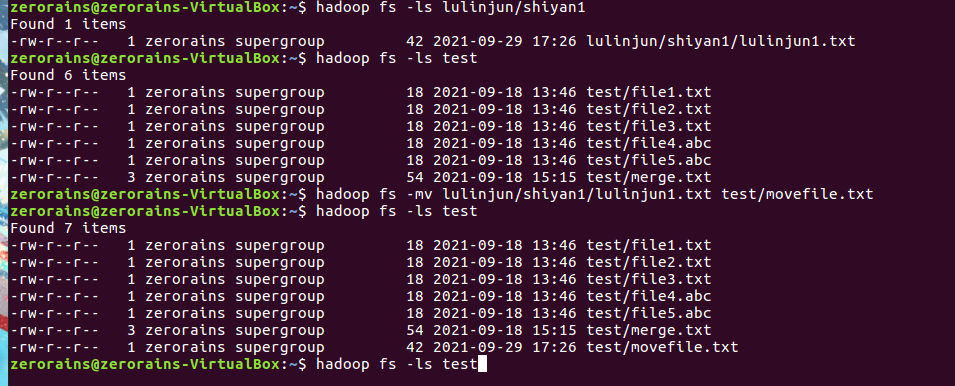 zerorains@zerorains-VirtualBox:~$ hadoop fs -ls lulinjun/shiyan1
Found 1 items
-rw-r--r--   1 zerorains supergroup         42 2021-09-29 17:26 lulinjun/shiyan1/lulinjun1.txt
zerorains@zerorains-VirtualBox:~$ hadoop fs -ls test
Found 6 items
-rw-r--r--   1 zerorains supergroup         18 2021-09-18 13:46 test/file1.txt
-rw-r--r--   1 zerorains supergroup         18 2021-09-18 13:46 test/file2.txt
-rw-r--r--   1 zerorains supergroup         18 2021-09-18 13:46 test/file3.txt
-rw-r--r--   1 zerorains supergroup         18 2021-09-18 13:46 test/file4.abc
-rw-r--r--   1 zerorains supergroup         18 2021-09-18 13:46 test/file5.abc
-rw-r--r--   3 zerorains supergroup         54 2021-09-18 15:15 test/merge.txt
zerorains@zerorains-VirtualBox:~$ hadoop fs -mv lulinjun/shiyan1/lulinjun1.txt test/movefile.txt
zerorains@zerorains-VirtualBox:~$ hadoop fs -ls test
Found 7 items
-rw-r--r--   1 zerorains supergroup         18 2021-09-18 13:46 test/file1.txt
-rw-r--r--   1 zerorains supergroup         18 2021-09-18 13:46 test/file2.txt
-rw-r--r--   1 zerorains supergroup         18 2021-09-18 13:46 test/file3.txt
-rw-r--r--   1 zerorains supergroup         18 2021-09-18 13:46 test/file4.abc
-rw-r--r--   1 zerorains supergroup         18 2021-09-18 13:46 test/file5.abc
-rw-r--r--   3 zerorains supergroup         54 2021-09-18 15:15 test/merge.txt
-rw-r--r--   1 zerorains supergroup         42 2021-09-29 17:26 test/movefile.txt
zerorains@zerorains-VirtualBox:~$ hadoop fs -ls test